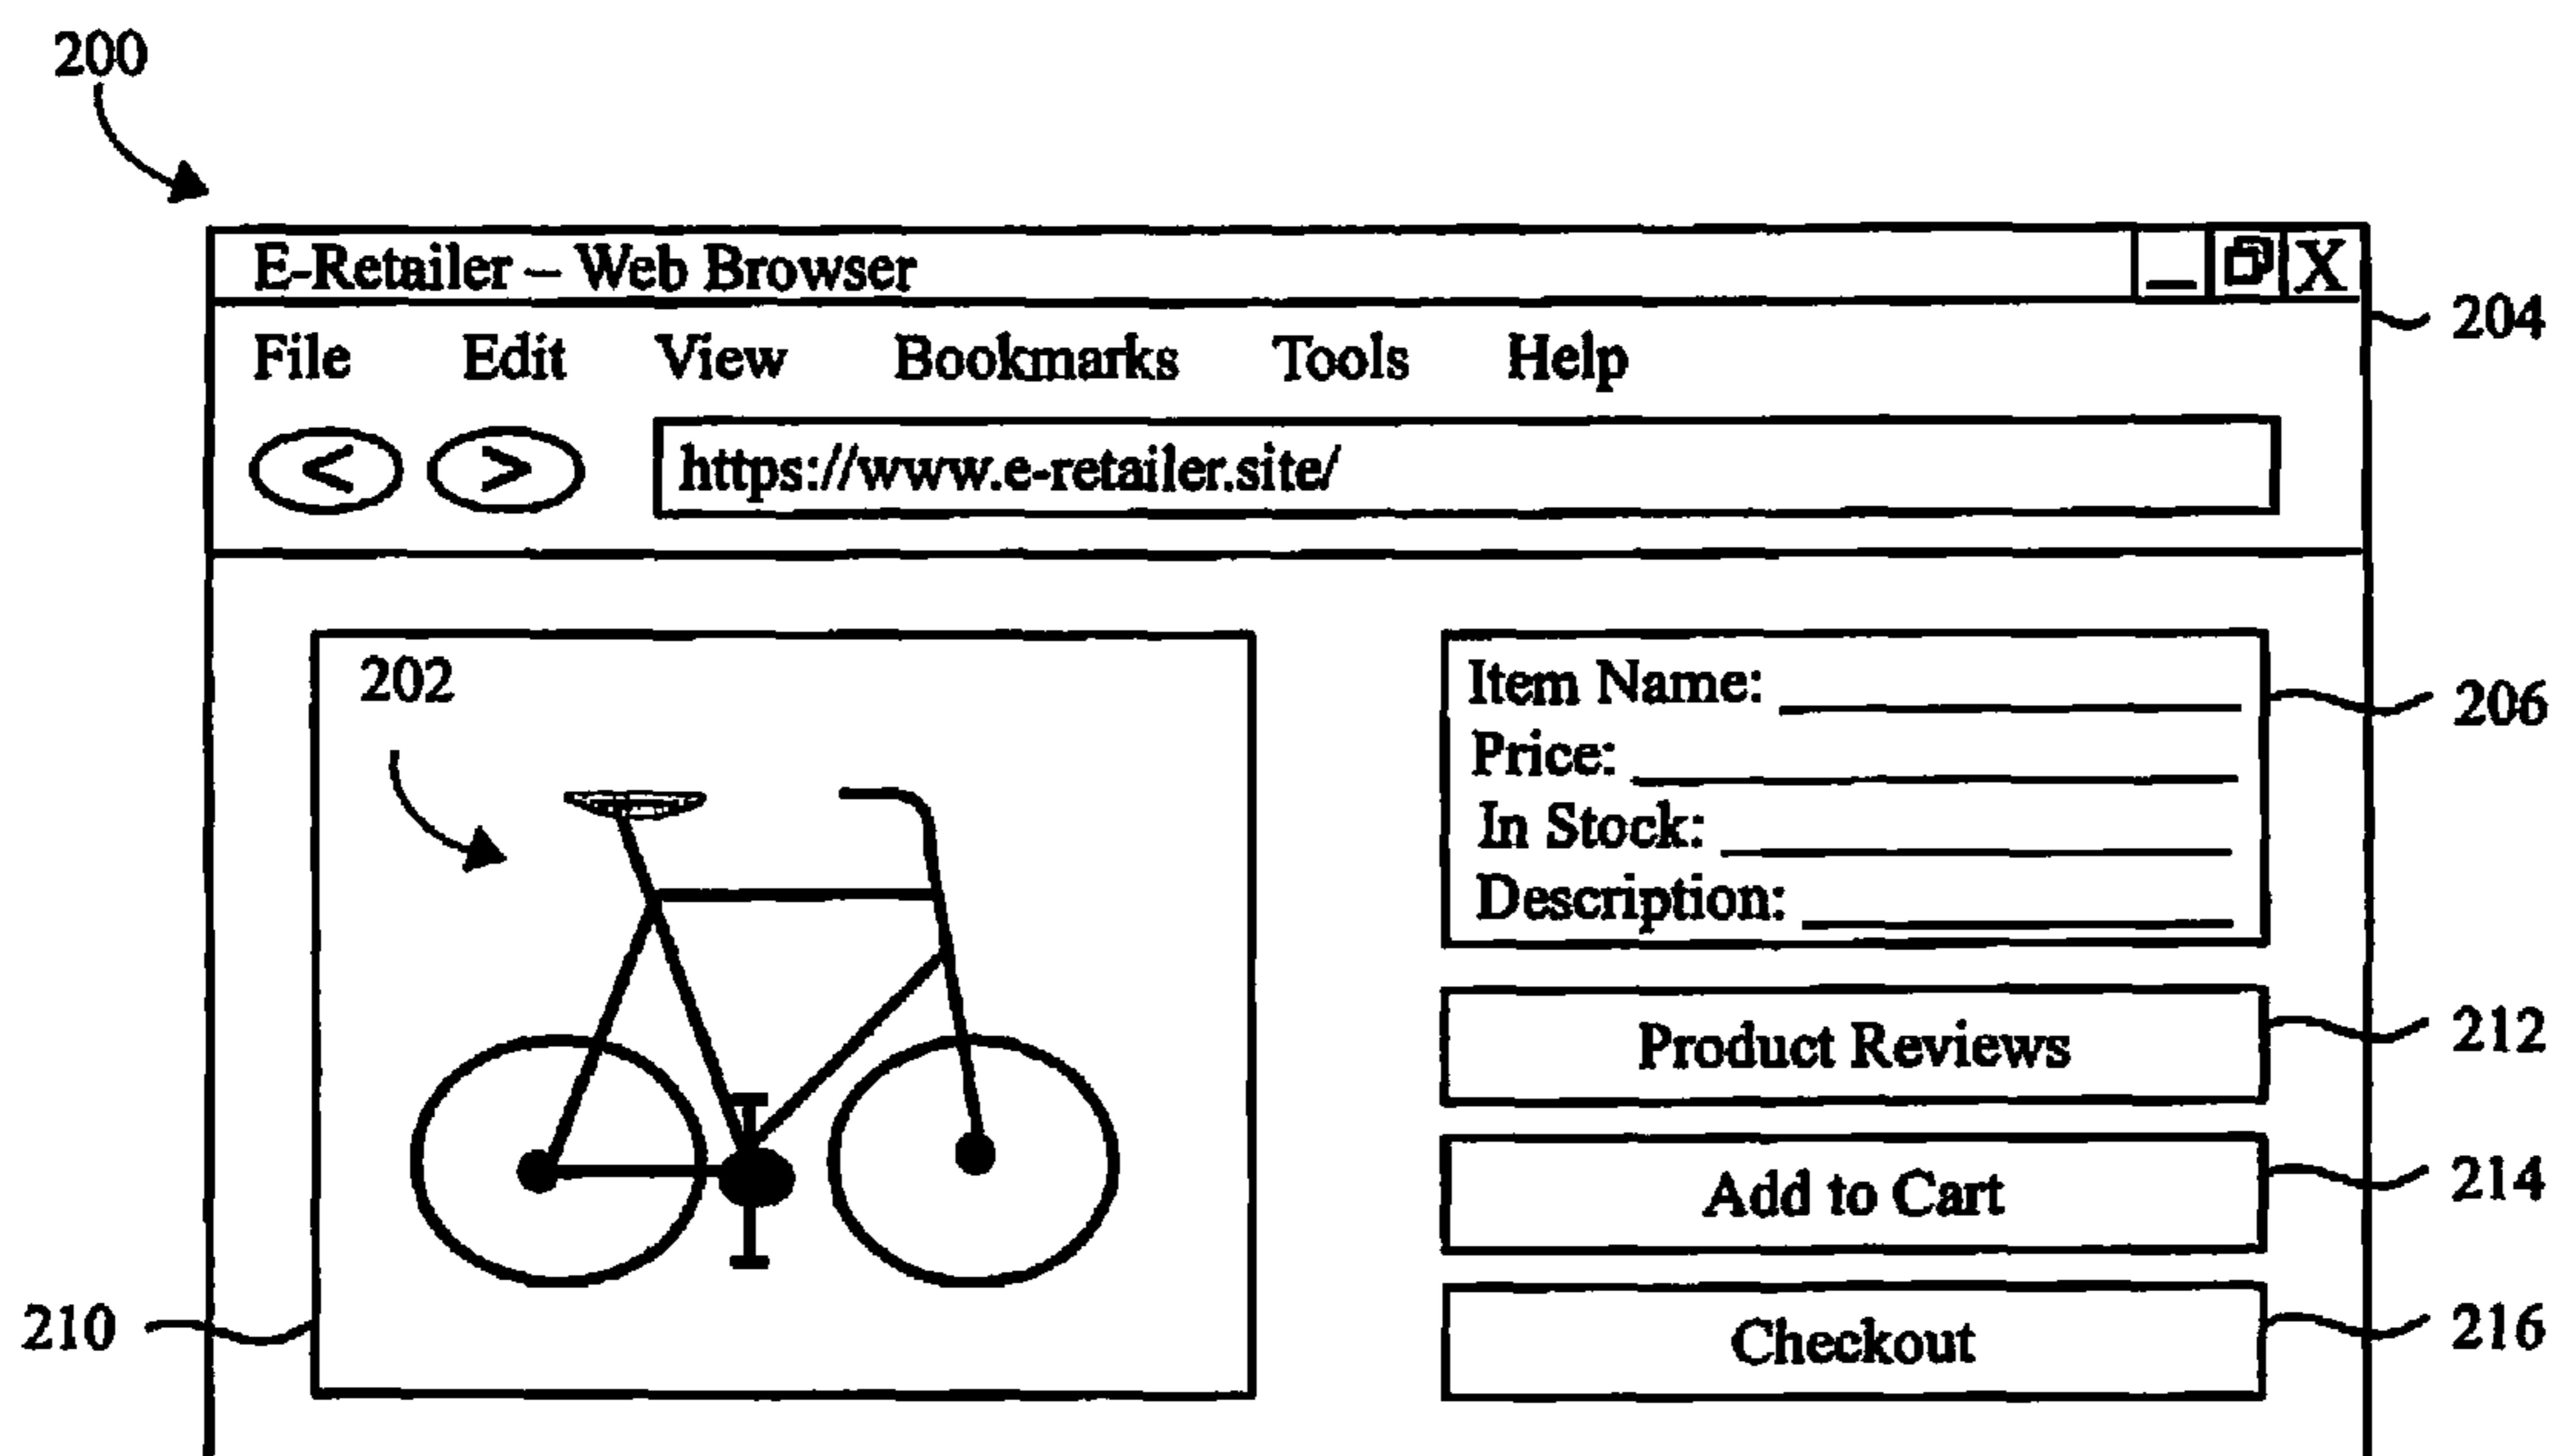 200
E-Retailer – Web Browser
X
204
File Edit View Bookmarks Tools Help
< > https://www.e-retailer.site/
202
Item Name:
206
Price:
In Stock:
Description:
Product Reviews
212
Add to Cart
214
210
Checkout
216